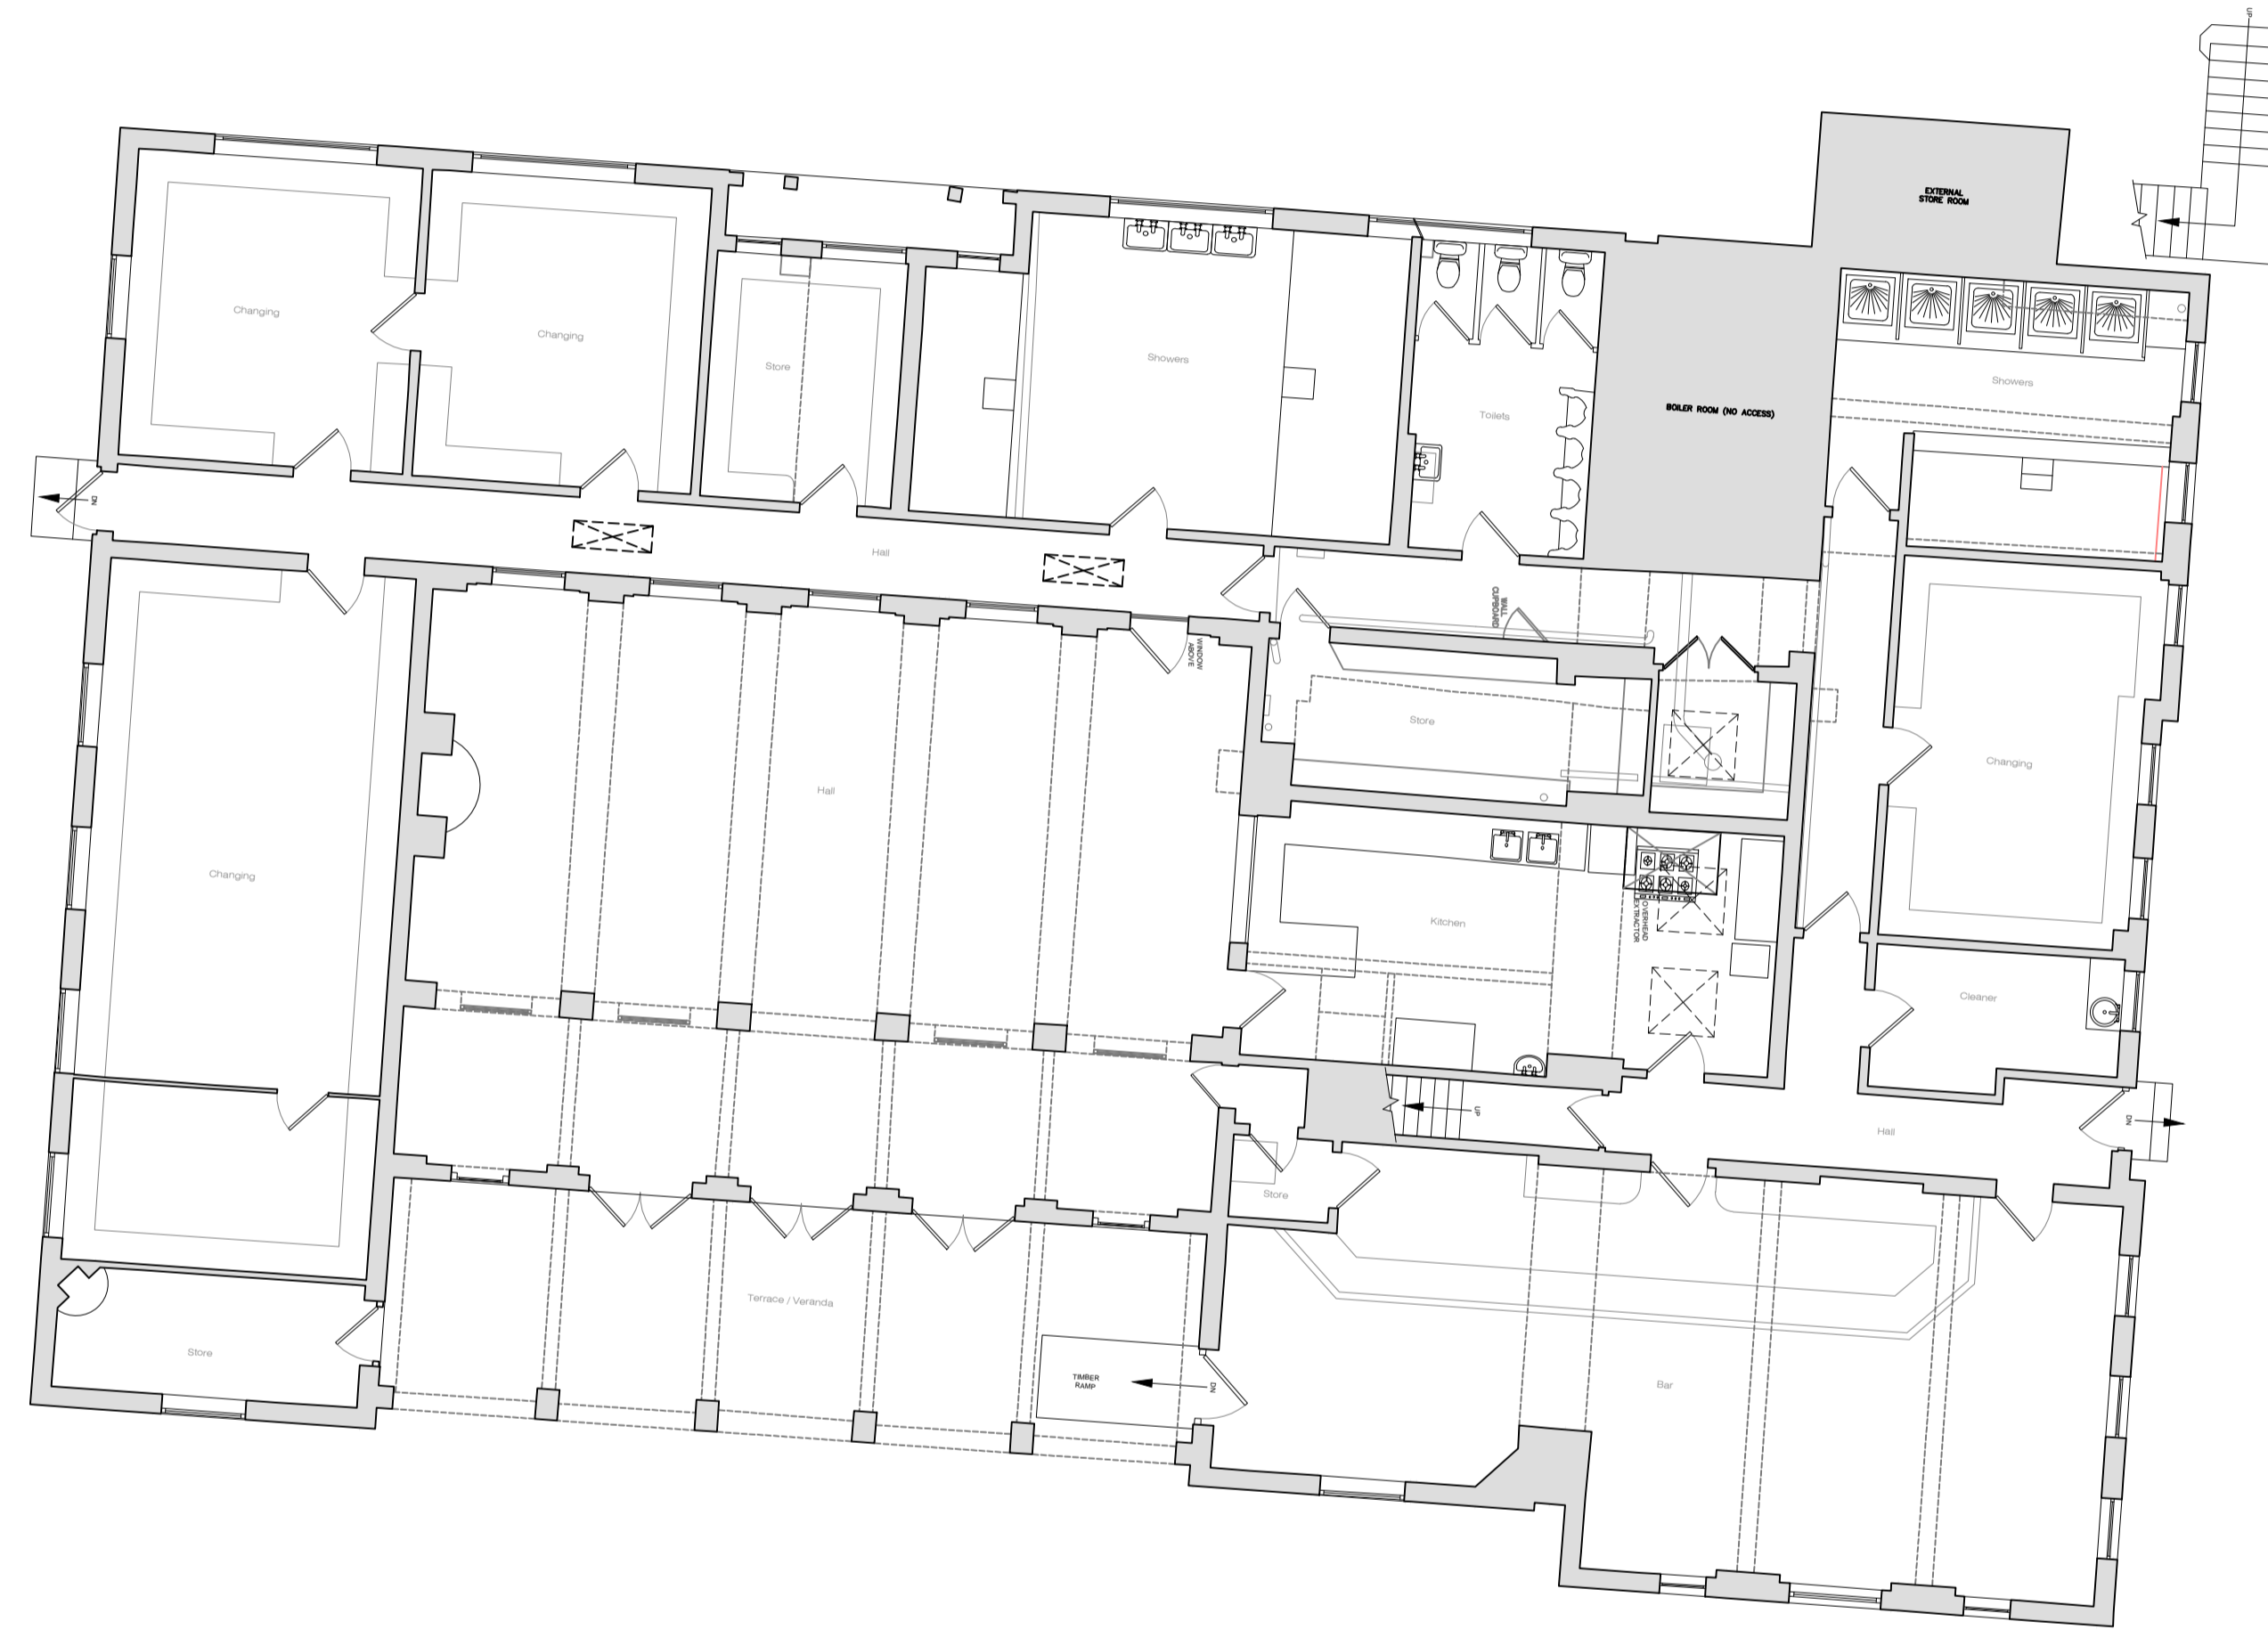 UP
EXTERNAL
STORE ROOM
Changing
Changing
Store
Showers
Toilets
BOILER ROOM (NO ACCESS)
Showers
DN
Hall
WALL
CUPBOARD
WINDOW
ABOVE
Store
Hall
Changing
Changing
Kitchen
OVERHEAD
EXTRACTOR
Cleaner
UP
Hall
DN
Store
Terrace / Veranda
Store
TIMBER
RAMP
DN
Bar